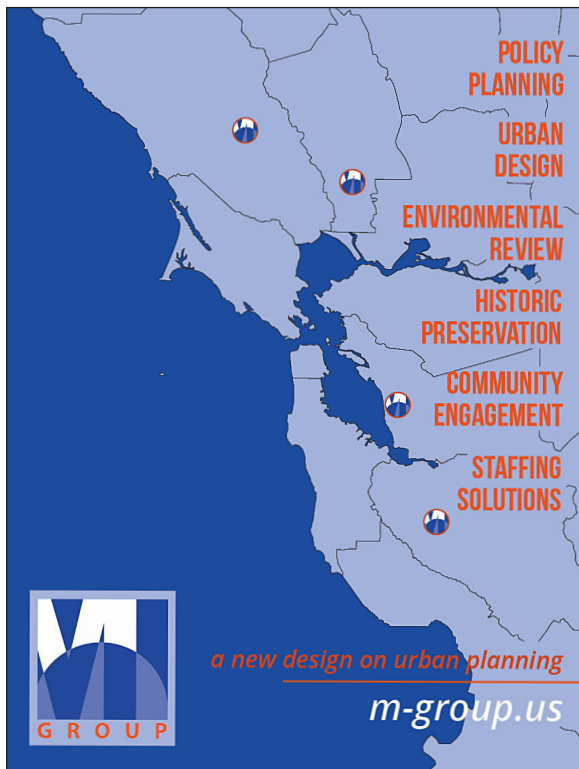 POLICY
PLANNING
URBAN
DESIGN
ENVIRONMENTAL
REVIEW
HISTORIC
PRESERVATION
COMMUNITY
ENGAGEMENT
STAFFING
SOLUTIONS
a new design on urban planning
m-group.us
GROUP